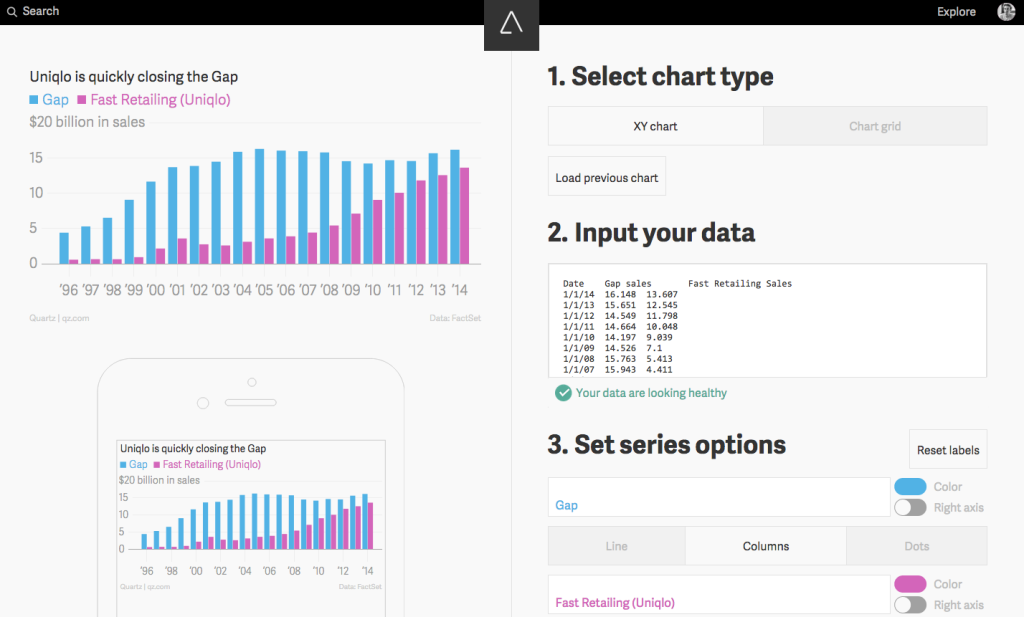 Search
Explore
Uniqlo is quickly closing the Gap
Gap Fast Retailing (Uniqlo)
$20 billion in sales
15
10
5
0
'96 '97 '98 '99 '00 '01 '02 '03 '04 '05 '06 '07 '08 '09 '10 '11 '12 '13 '14
Quartz | qz.com Data: FactSet
Uniqlo is quickly closing the Gap
Gap Fast Retailing (Uniqlo)
$20 billion in sales
15
10
5
0
'96 '98 '00 '02 '04 '06 '08 '10 '12 '14
Quartz | qz.com Data: FactSet
1. Select chart type
XY chart Chart grid
Load previous chart
2. Input your data
Date Gap sales Fast Retailing Sales
1/1/14 16.148 13.607
1/1/13 15.651 12.545
1/1/12 14.549 11.798
1/1/11 14.664 10.048
1/1/10 14.197 9.039
1/1/09 14.526 7.1
1/1/08 15.763 5.413
1/1/07 15.943 4.411
Your data are looking healthy
3. Set series options
Reset labels
Gap
Color
Right axis
Line Columns Dots
Fast Retailing (Uniqlo)
Color
Right axis